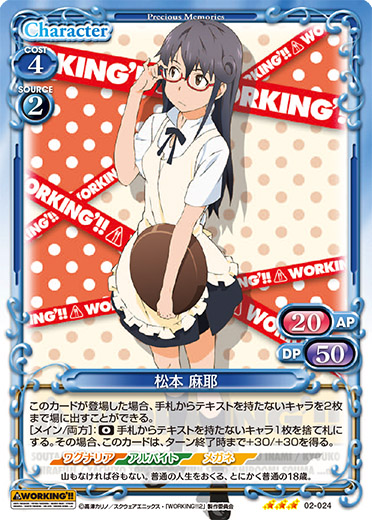 Precious Memories
Character
COST
4
SOURCE
2
WORKING'!!
WORKING'!!
WORKING'!!
WORKING'!!
WORKING'!!
WORKING'!!
20 AP
DP 50
松本 麻耶
このカードが登場した場合、手札からテキストを持たないキャラを2枚
まで場に出すことができる。
[メイン/両方]:0 手札からテキストを持たないキャラ1枚を捨て札に
する。その場合、このカードは、ターン終了時まで+30/+30を得る。
ワグナリア アルバイト メガネ
山もなければ谷もない、普通の人生をおくる、とにかく普通の18歳。
WORKING'!!
©高津カリノ/スクウェアエニックス・「WORKING'!!2」製作委員会
02-024